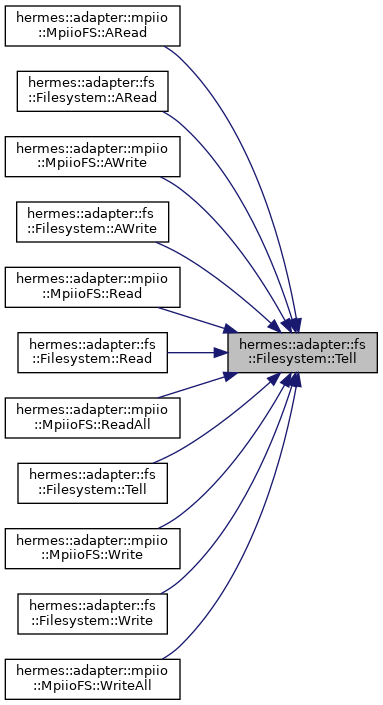 hermes::adapter::mpiio
::MpiioFS::ARead
hermes::adapter::fs
::Filesystem::ARead
hermes::adapter::mpiio
::MpiioFS::AWrite
hermes::adapter::fs
::Filesystem::AWrite
hermes::adapter::mpiio
::MpiioFS::Read
hermes::adapter::fs
::Filesystem::Read
hermes::adapter::fs
::Filesystem::Tell
hermes::adapter::mpiio
::MpiioFS::ReadAll
hermes::adapter::fs
::Filesystem::Tell
hermes::adapter::mpiio
::MpiioFS::Write
hermes::adapter::fs
::Filesystem::Write
hermes::adapter::mpiio
::MpiioFS::WriteAll